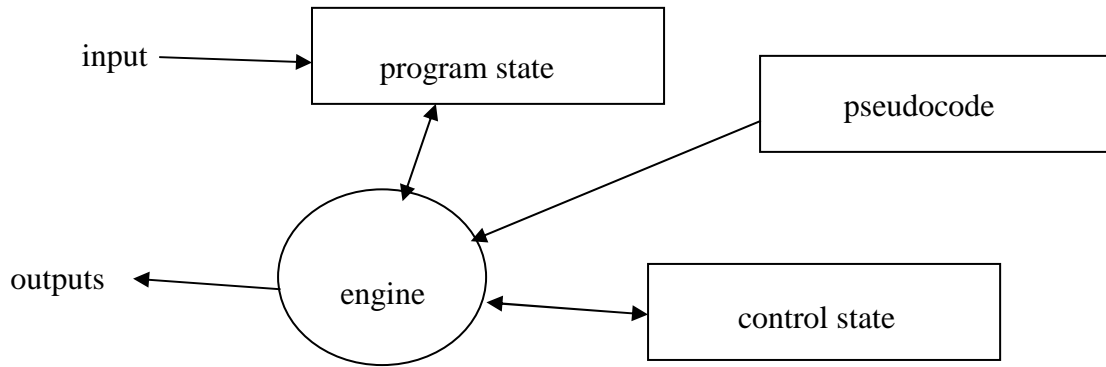 input
program state
pseudocode
outputs
engine
control state